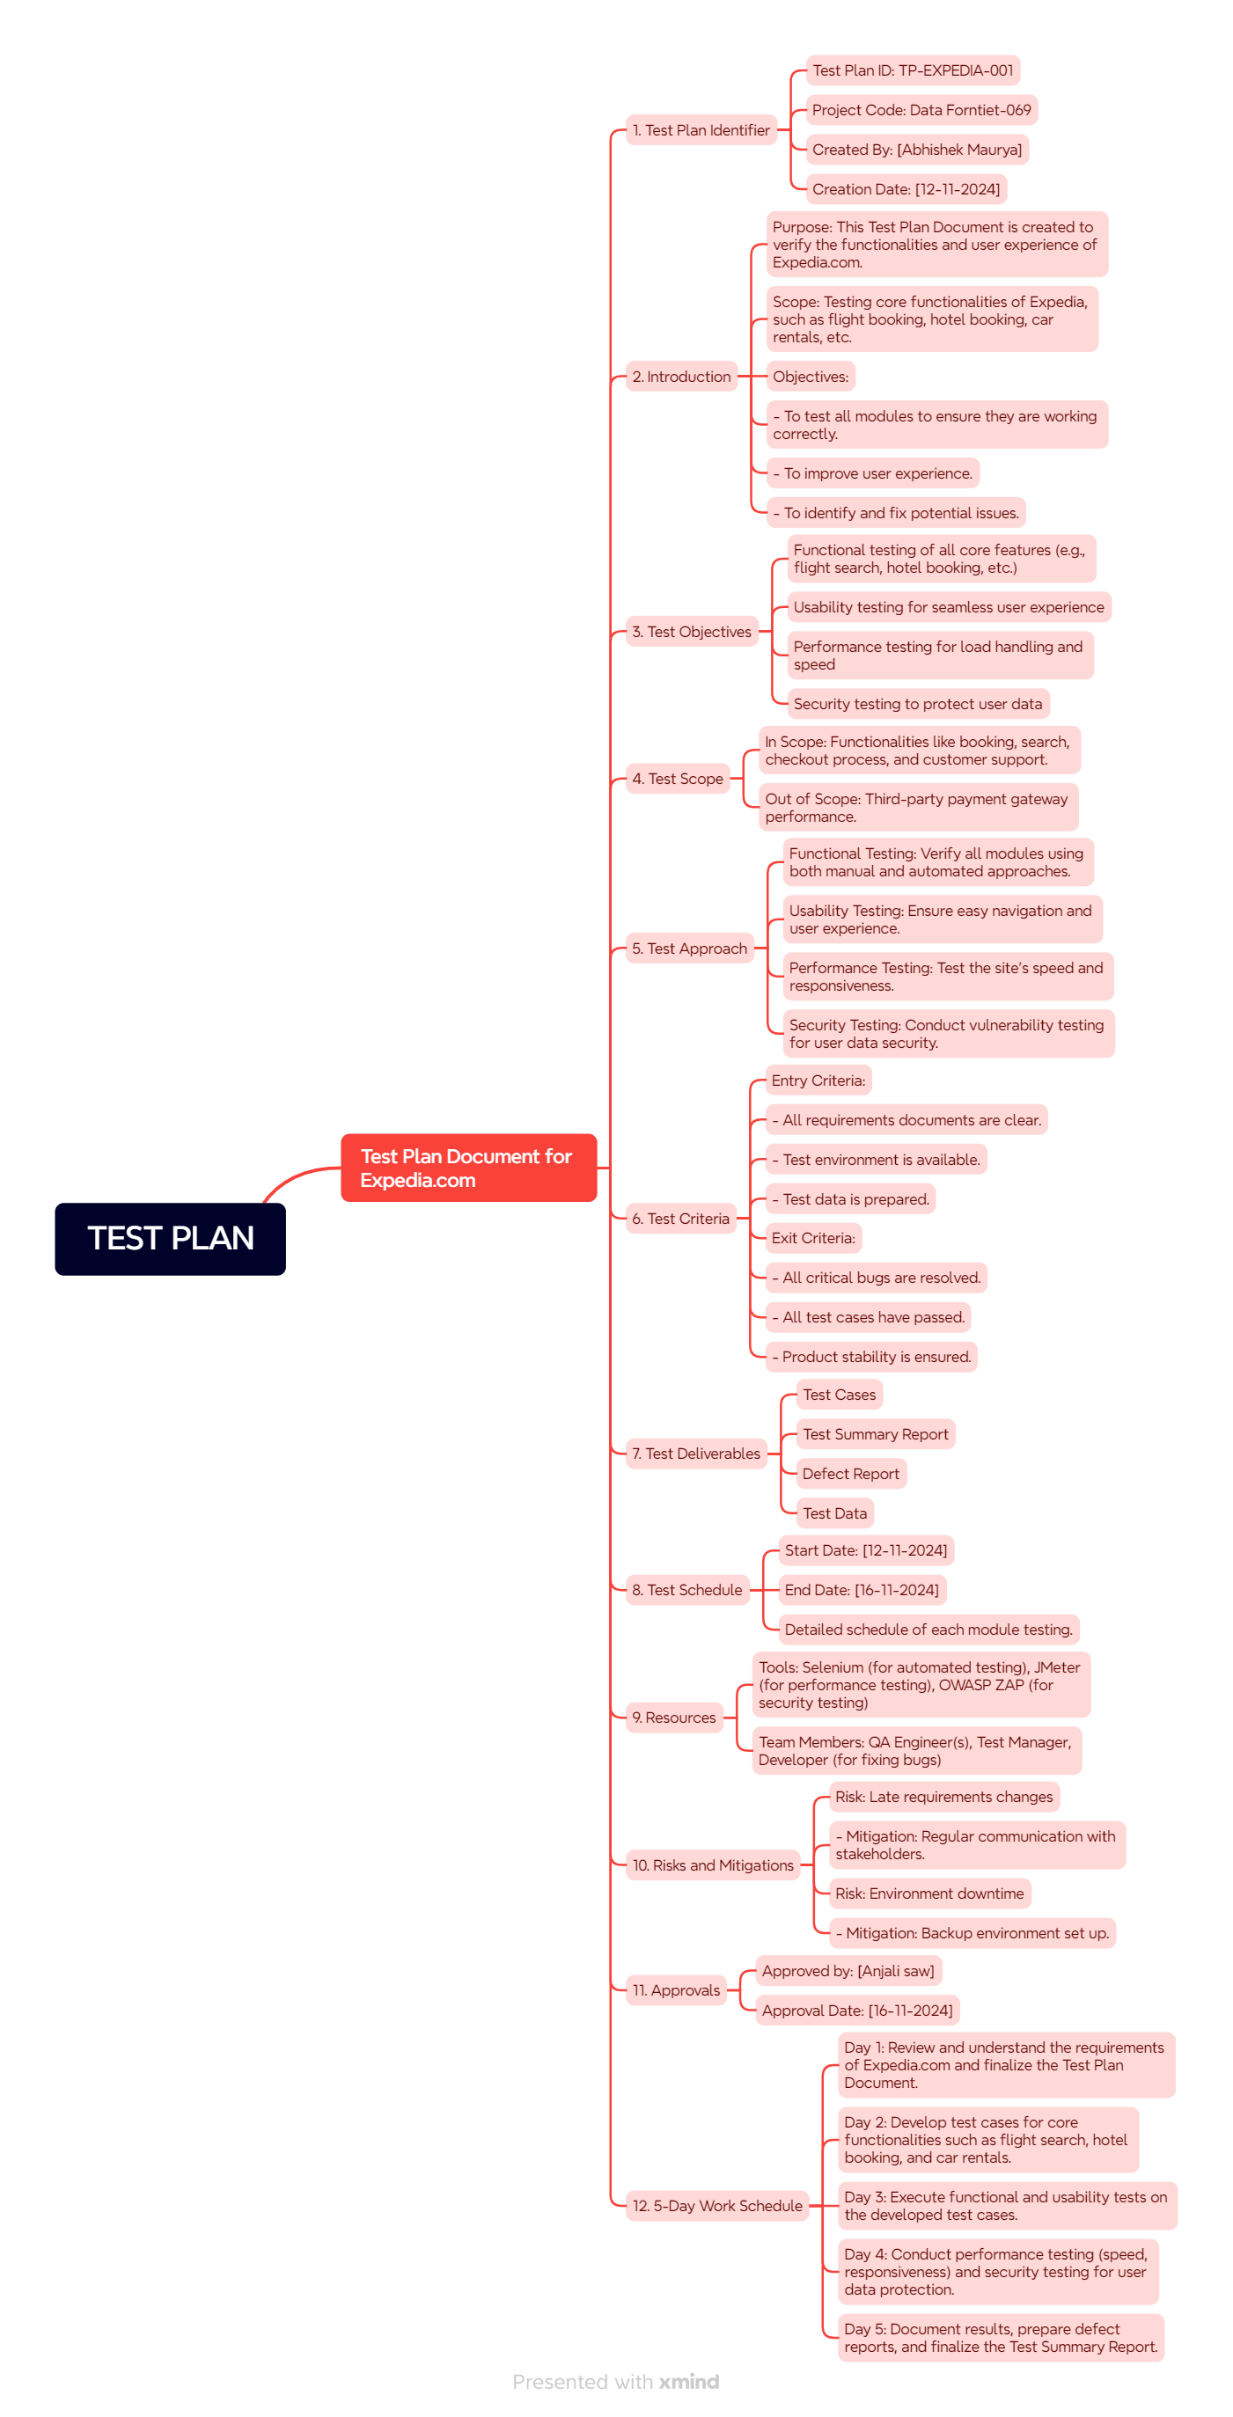 TEST PLAN
Test Plan Document for
Expedia.com
1. Test Plan Identifier
Test Plan ID: TP-EXPEDIA-001
Project Code: Data Forntiet-069
Created By: [Abhishek Maurya]
Creation Date: [12-11-2024]
2. Introduction
Purpose: This Test Plan Document is created to
verify the functionalities and user experience of
Expedia.com.
Scope: Testing core functionalities of Expedia,
such as flight booking, hotel booking, car
rentals, etc.
Objectives:
- To test all modules to ensure they are working
correctly.
- To improve user experience.
- To identify and fix potential issues.
3. Test Objectives
Functional testing of all core features (e.g.,
flight search, hotel booking, etc.)
Usability testing for seamless user experience
Performance testing for load handling and
speed
Security testing to protect user data
4. Test Scope
In Scope: Functionalities like booking, search,
checkout process, and customer support.
Out of Scope: Third-party payment gateway
performance.
5. Test Approach
Functional Testing: Verify all modules using
both manual and automated approaches.
Usability Testing: Ensure easy navigation and
user experience.
Performance Testing: Test the site's speed and
responsiveness.
Security Testing: Conduct vulnerability testing
for user data security.
6. Test Criteria
Entry Criteria:
- All requirements documents are clear.
- Test environment is available.
- Test data is prepared.
Exit Criteria:
- All critical bugs are resolved.
- All test cases have passed.
- Product stability is ensured.
7. Test Deliverables
Test Cases
Test Summary Report
Defect Report
Test Data
8. Test Schedule
Start Date: [12-11-2024]
End Date: [16-11-2024]
Detailed schedule of each module testing.
9. Resources
Tools: Selenium (for automated testing), JMeter
(for performance testing), OWASP ZAP (for
security testing)
Team Members: QA Engineer(s), Test Manager,
Developer (for fixing bugs)
10. Risks and Mitigations
Risk: Late requirements changes
- Mitigation: Regular communication with
stakeholders.
Risk: Environment downtime
- Mitigation: Backup environment set up.
11. Approvals
Approved by: [Anjali saw]
Approval Date: [16-11-2024]
12. 5-Day Work Schedule
Day 1: Review and understand the requirements
of Expedia.com and finalize the Test Plan
Document.
Day 2: Develop test cases for core
functionalities such as flight search, hotel
booking, and car rentals.
Day 3: Execute functional and usability tests on
the developed test cases.
Day 4: Conduct performance testing (speed,
responsiveness) and security testing for user
data protection.
Day 5: Document results, prepare defect
reports, and finalize the Test Summary Report.
Presented with xmind